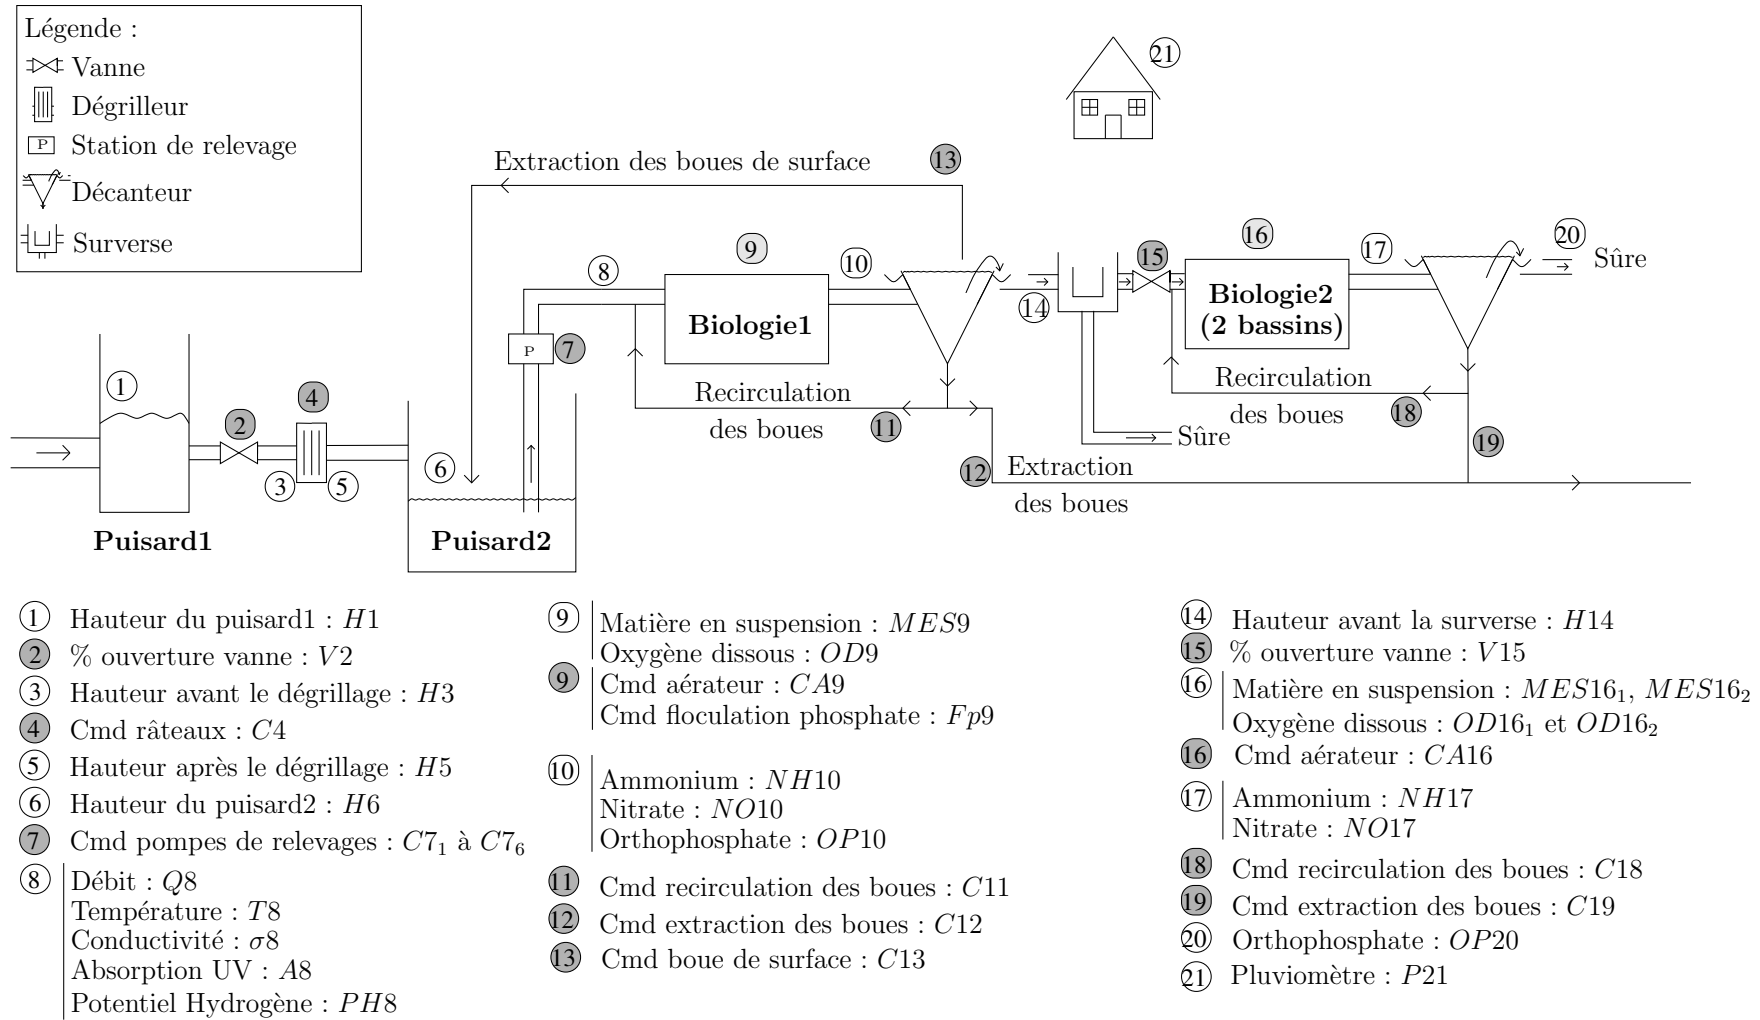 Légende :
Vanne
Dégrilleur
P Station de relevage
Décanteur
Surverse
21
Extraction des boues de surface 13
1
2
4
3
5
6
Puisard1
Puisard2
P 7
8
9
Biologie1
10
Recirculation
des boues
11
12
Extraction
des boues
14
15
16
Biologie2
(2 bassins)
17
20
Sûre
Recirculation
des boues
18
19
Sûre
1 Hauteur du puisard1 : H1
2 % ouverture vanne : V2
3 Hauteur avant le dégrillage : H3
4 Cmd râteaux : C4
5 Hauteur après le dégrillage : H5
6 Hauteur du puisard2 : H6
7 Cmd pompes de relevages : C7₁ à C7₆
8 Débit : Q8
Température : T8
Conductivité : σ8
Absorption UV : A8
Potentiel Hydrogène : PH8
9 Matière en suspension : MES9
Oxygène dissous : OD9
9 Cmd aérateur : CA9
Cmd floculation phosphate : Fp9
10 Ammonium : NH10
Nitrate : NO10
Orthophosphate : OP10
11 Cmd recirculation des boues : C11
12 Cmd extraction des boues : C12
13 Cmd boue de surface : C13
14 Hauteur avant la surverse : H14
15 % ouverture vanne : V15
16 Matière en suspension : MES16₁, MES16₂
Oxygène dissous : OD16₁ et OD16₂
16 Cmd aérateur : CA16
17 Ammonium : NH17
Nitrate : NO17
18 Cmd recirculation des boues : C18
19 Cmd extraction des boues : C19
20 Orthophosphate : OP20
21 Pluviomètre : P21